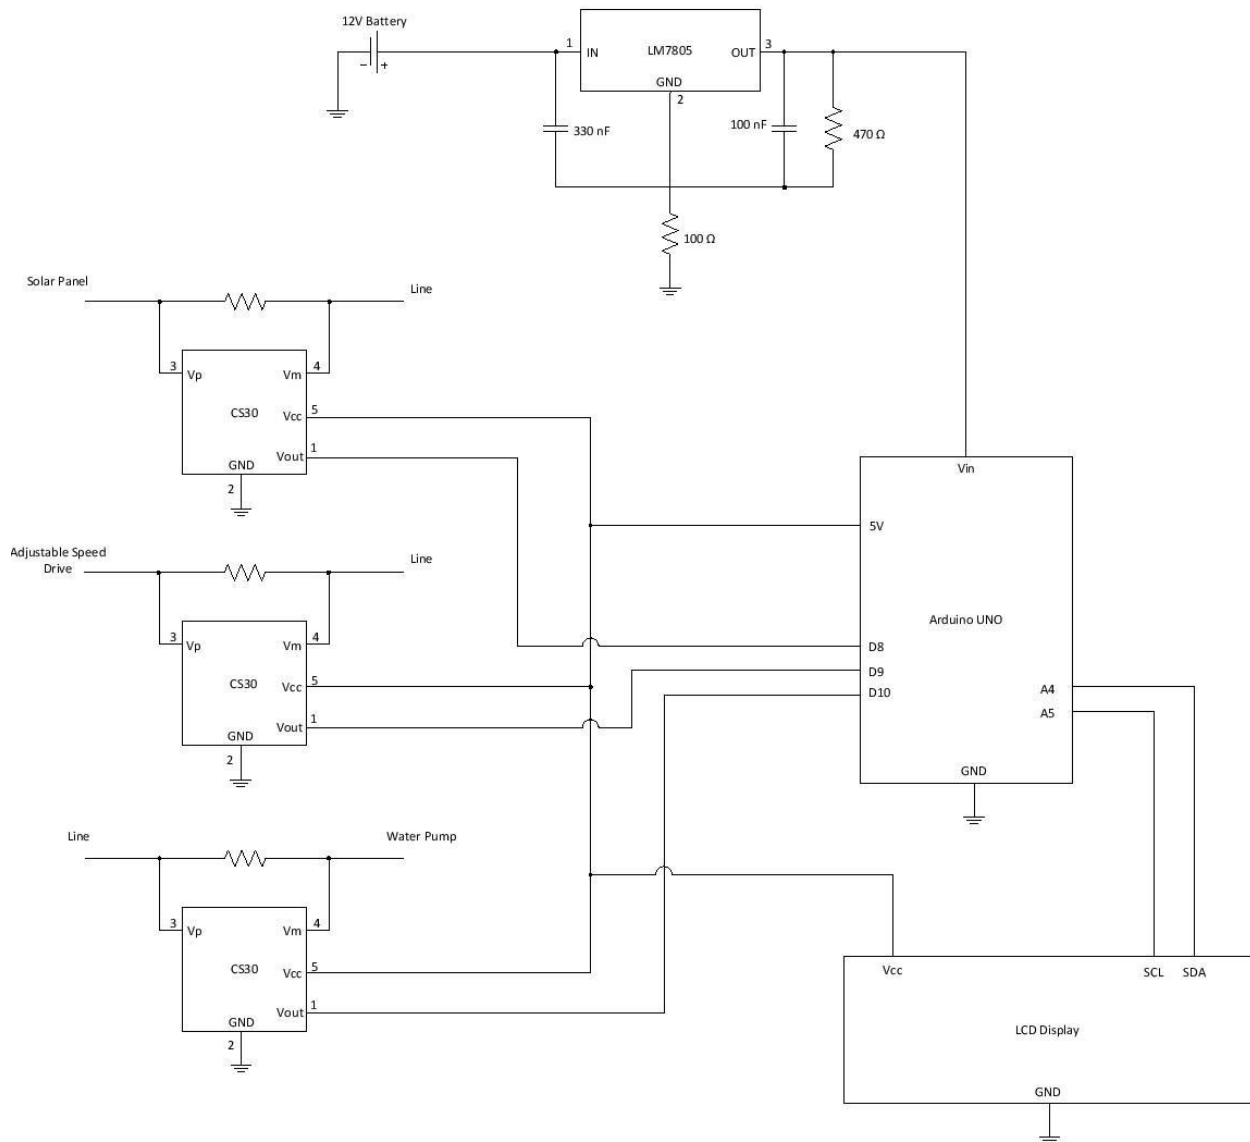 12V Battery
− +
1
IN
LM7805
OUT
3
GND
2
330 nF
100 nF
470 Ω
100 Ω
Solar Panel
Line
3
Vp
Vm
4
CS30
Vcc
5
Vout
1
GND
2
Adjustable Speed
Drive
Line
3
Vp
Vm
4
CS30
Vcc
5
Vout
1
GND
2
Line
Water Pump
3
Vp
Vm
4
CS30
Vcc
5
Vout
1
GND
2
Vin
5V
Arduino UNO
D8
D9
D10
A4
A5
GND
Vcc
SCL
SDA
LCD Display
GND